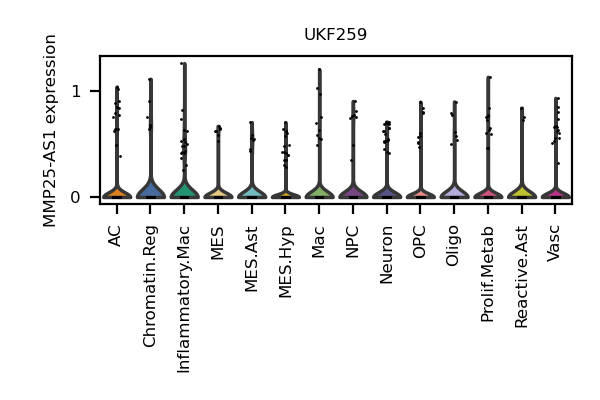 UKF259
MMP25-AS1 expression
1
0
AC
Chromatin.Reg
Inflammatory.Mac
MES
MES.Ast
MES.Hyp
Mac
NPC
Neuron
OPC
Oligo
Prolif.Metab
Reactive.Ast
Vasc